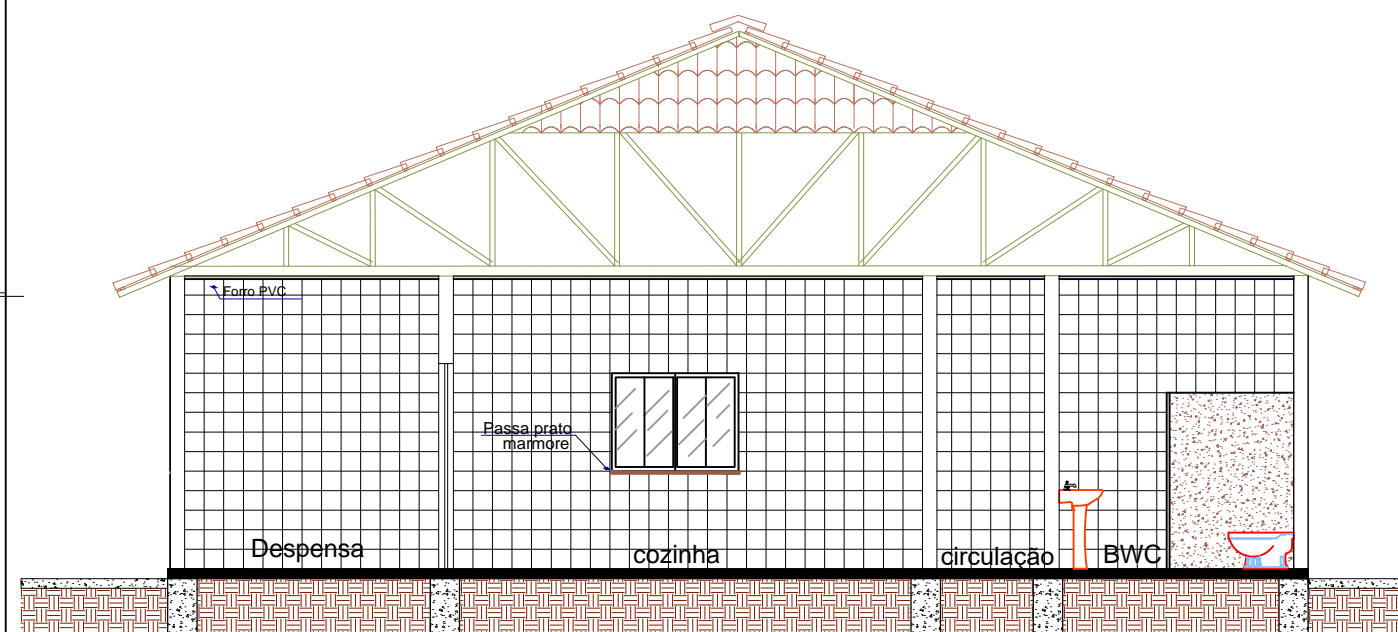 Forro PVC
Passa prato
marmore
Despensa
cozinha
circulação
BWC